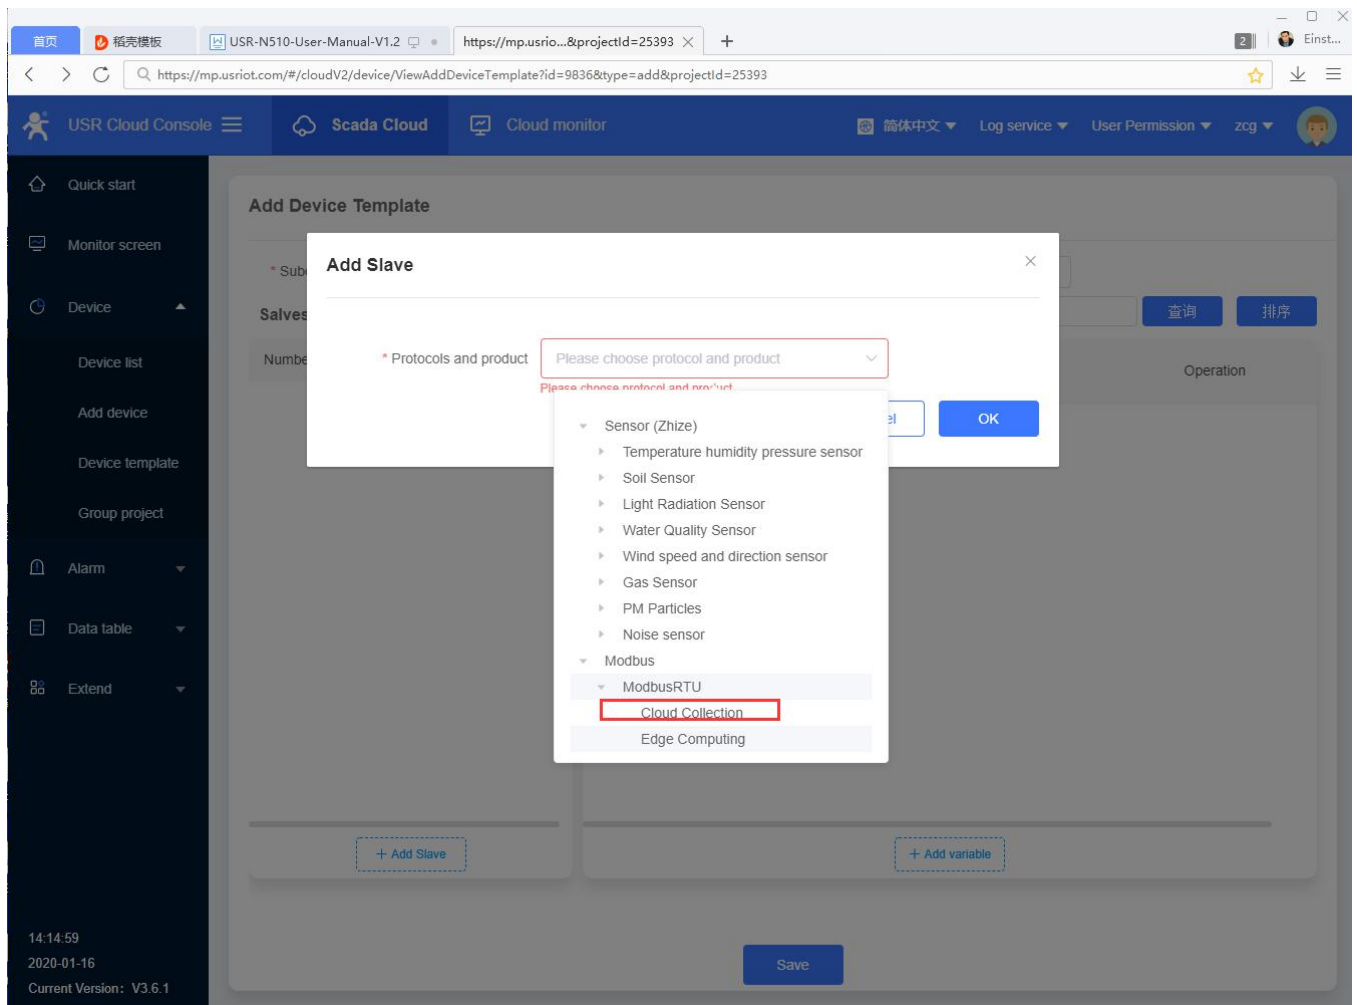 首页
稻壳模板
USR-N510-User-Manual-V1.2
https://mp.usrio...&projectId=25393
2
Einst...
https://mp.usriot.com/#/cloudV2/device/ViewAddDeviceTemplate?id=9836&type=add&projectId=25393
USR Cloud Console
Scada Cloud
Cloud monitor
简体中文
Log service
User Permission
zcg
Quick start
Monitor screen
Device
Device list
Add device
Device template
Group project
Alarm
Data table
Extend
14:14:59
2020-01-16
Current Version: V3.6.1
Add Device Template
* Sub
Salves
查询
排序
Numbe
Operation
Add Slave
* Protocols and product
Please choose protocol and product
Please choose protocol and product
OK
Sensor (Zhize)
Temperature humidity pressure sensor
Soil Sensor
Light Radiation Sensor
Water Quality Sensor
Wind speed and direction sensor
Gas Sensor
PM Particles
Noise sensor
Modbus
ModbusRTU
Cloud Collection
Edge Computing
+ Add Slave
+ Add variable
Save